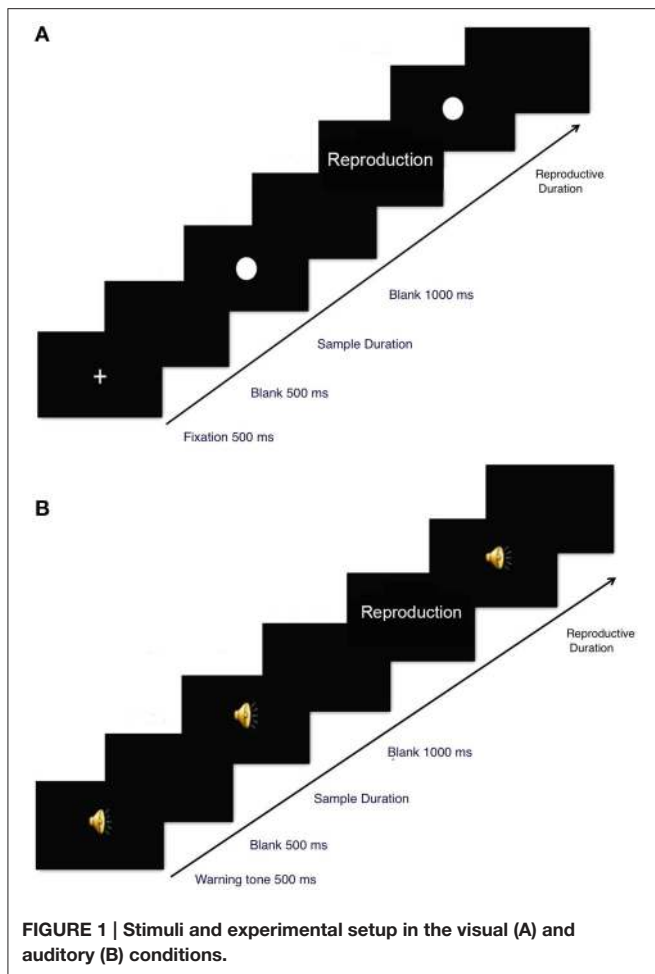 A
Reproduction
Reproductive
Duration
Blank 1000 ms
Sample Duration
Blank 500 ms
Fixation 500 ms
B
Reproduction
Reproductive
Duration
Blank 1000 ms
Sample Duration
Blank 500 ms
Warning tone 500 ms
FIGURE 1 | Stimuli and experimental setup in the visual (A) and
auditory (B) conditions.